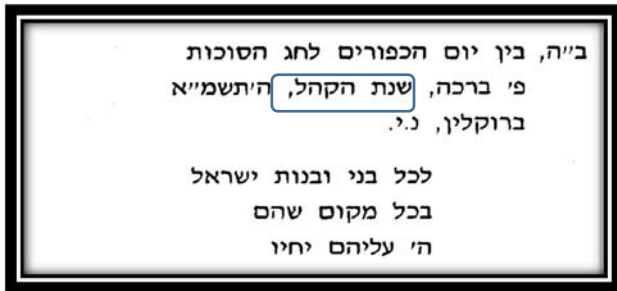 ב״ה, בין יום הכפורים לחג הסוכות
פ׳ ברכה, שנת הקהל, ה׳תשמ״א
ברוקלין, נ.י.
לכל בני ובנות ישראל
בכל מקום שהם
ה׳ עליהם יחיו